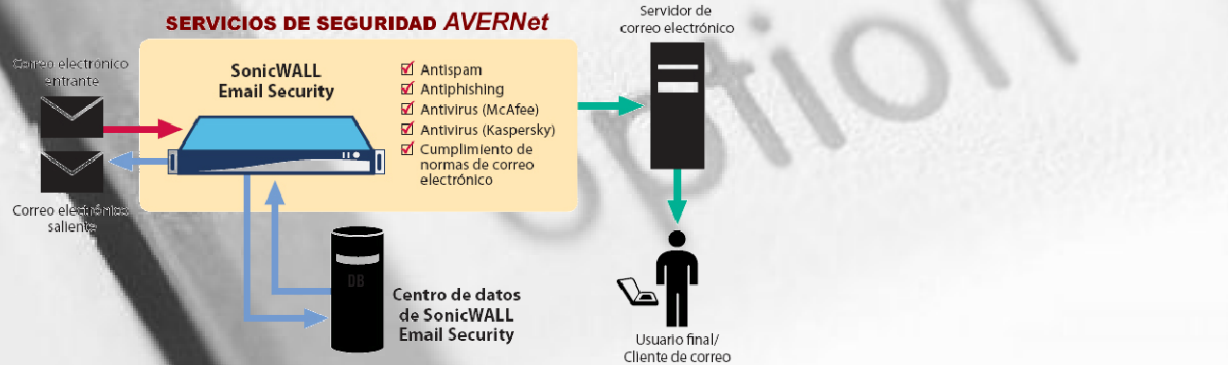 SERVICIOS DE SEGURIDAD AVERNet
Correo electrónico
entrante
SonicWALL
Email Security
Antispam
Antiphishing
Antivirus (McAfee)
Antivirus (Kaspersky)
Cumplimiento de
normas de correo
electrónico
Servidor de
correo electrónico
Correo electrónico
saliente
DB
Centro de datos
de SonicWALL
Email Security
Usuario final/
Cliente de correo
ption